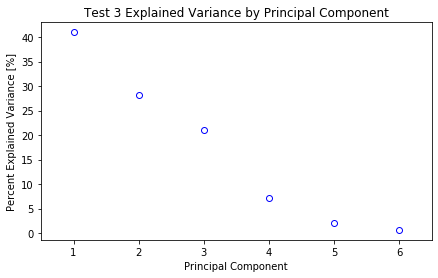 Test 3 Explained Variance by Principal Component
Percent Explained Variance [%]
40
35
30
25
20
15
10
5
0
1 2 3 4 5 6
Principal Component